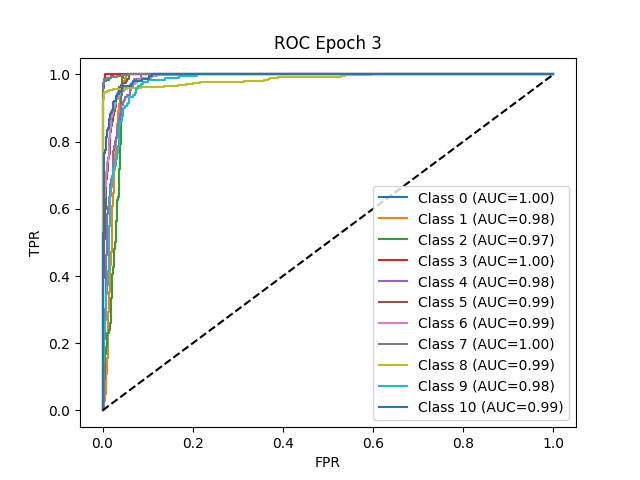 ROC Epoch 3
1.0
0.8
0.6
0.4
0.2
0.0
TPR
0.0 0.2 0.4 0.6 0.8 1.0
FPR
Class 0 (AUC=1.00)
Class 1 (AUC=0.98)
Class 2 (AUC=0.97)
Class 3 (AUC=1.00)
Class 4 (AUC=0.98)
Class 5 (AUC=0.99)
Class 6 (AUC=0.99)
Class 7 (AUC=1.00)
Class 8 (AUC=0.99)
Class 9 (AUC=0.98)
Class 10 (AUC=0.99)